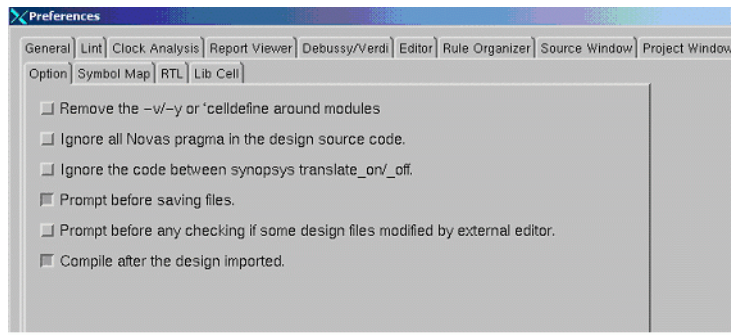 Preferences
General Lint Clock Analysis Report Viewer Debussy/Verdi Editor Rule Organizer Source Window Project Window
Option Symbol Map RTL Lib Cell
Remove the -v/-y or 'celldefine around modules
Ignore all Novas pragma in the design source code.
Ignore the code between synopsys translate_on/_off.
Prompt before saving files.
Prompt before any checking if some design files modified by external editor.
Compile after the design imported.